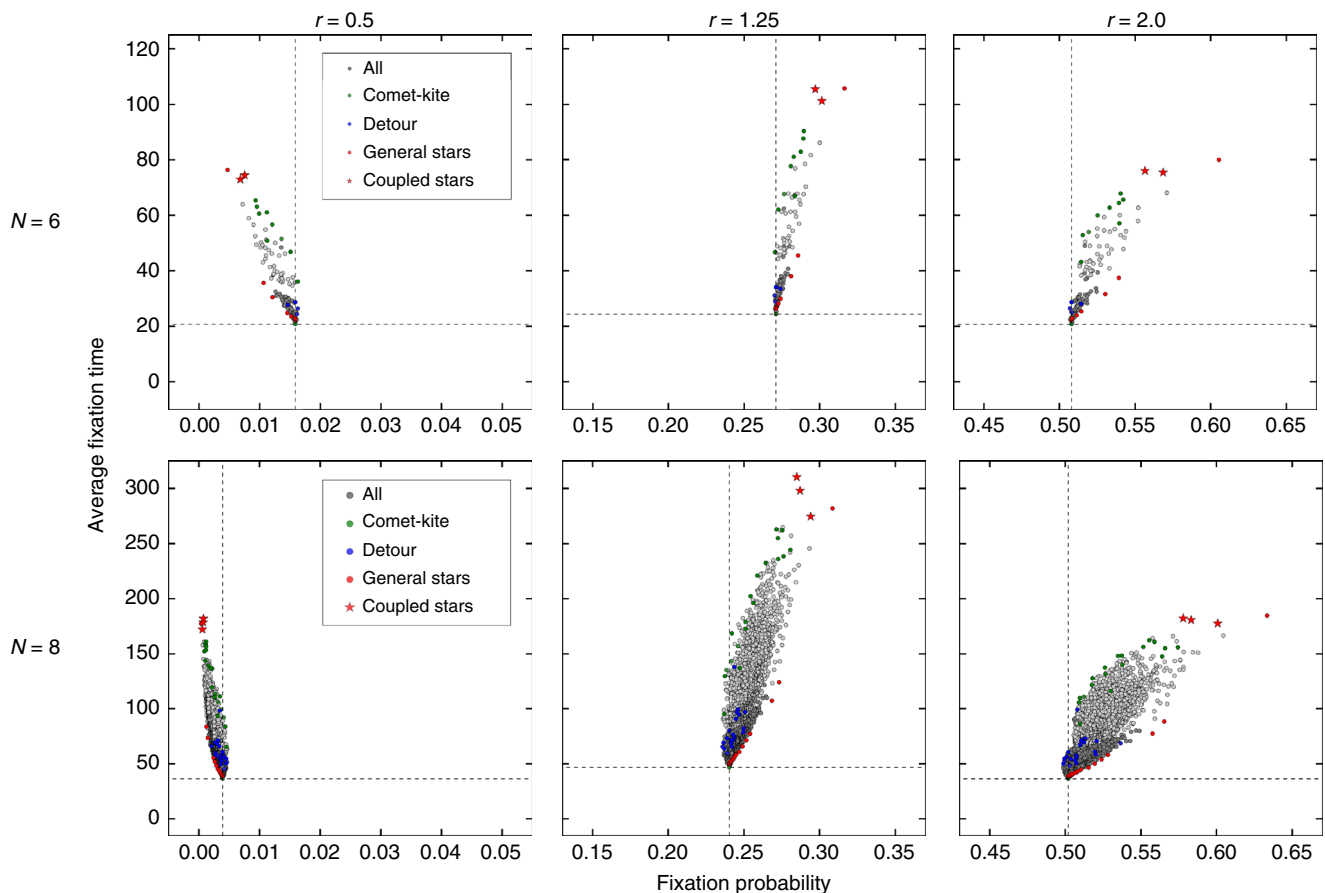 r = 0.5
r = 1.25
r = 2.0
120
100
80
60
40
20
0
All
Comet-kite
Detour
General stars
Coupled stars
N = 6
0.00 0.01 0.02 0.03 0.04 0.05
0.15 0.20 0.25 0.30 0.35
0.45 0.50 0.55 0.60 0.65
Average fixation time
300
250
200
150
100
50
0
All
Comet-kite
Detour
General stars
Coupled stars
N = 8
0.00 0.01 0.02 0.03 0.04 0.05
0.15 0.20 0.25 0.30 0.35
0.45 0.50 0.55 0.60 0.65
Fixation probability